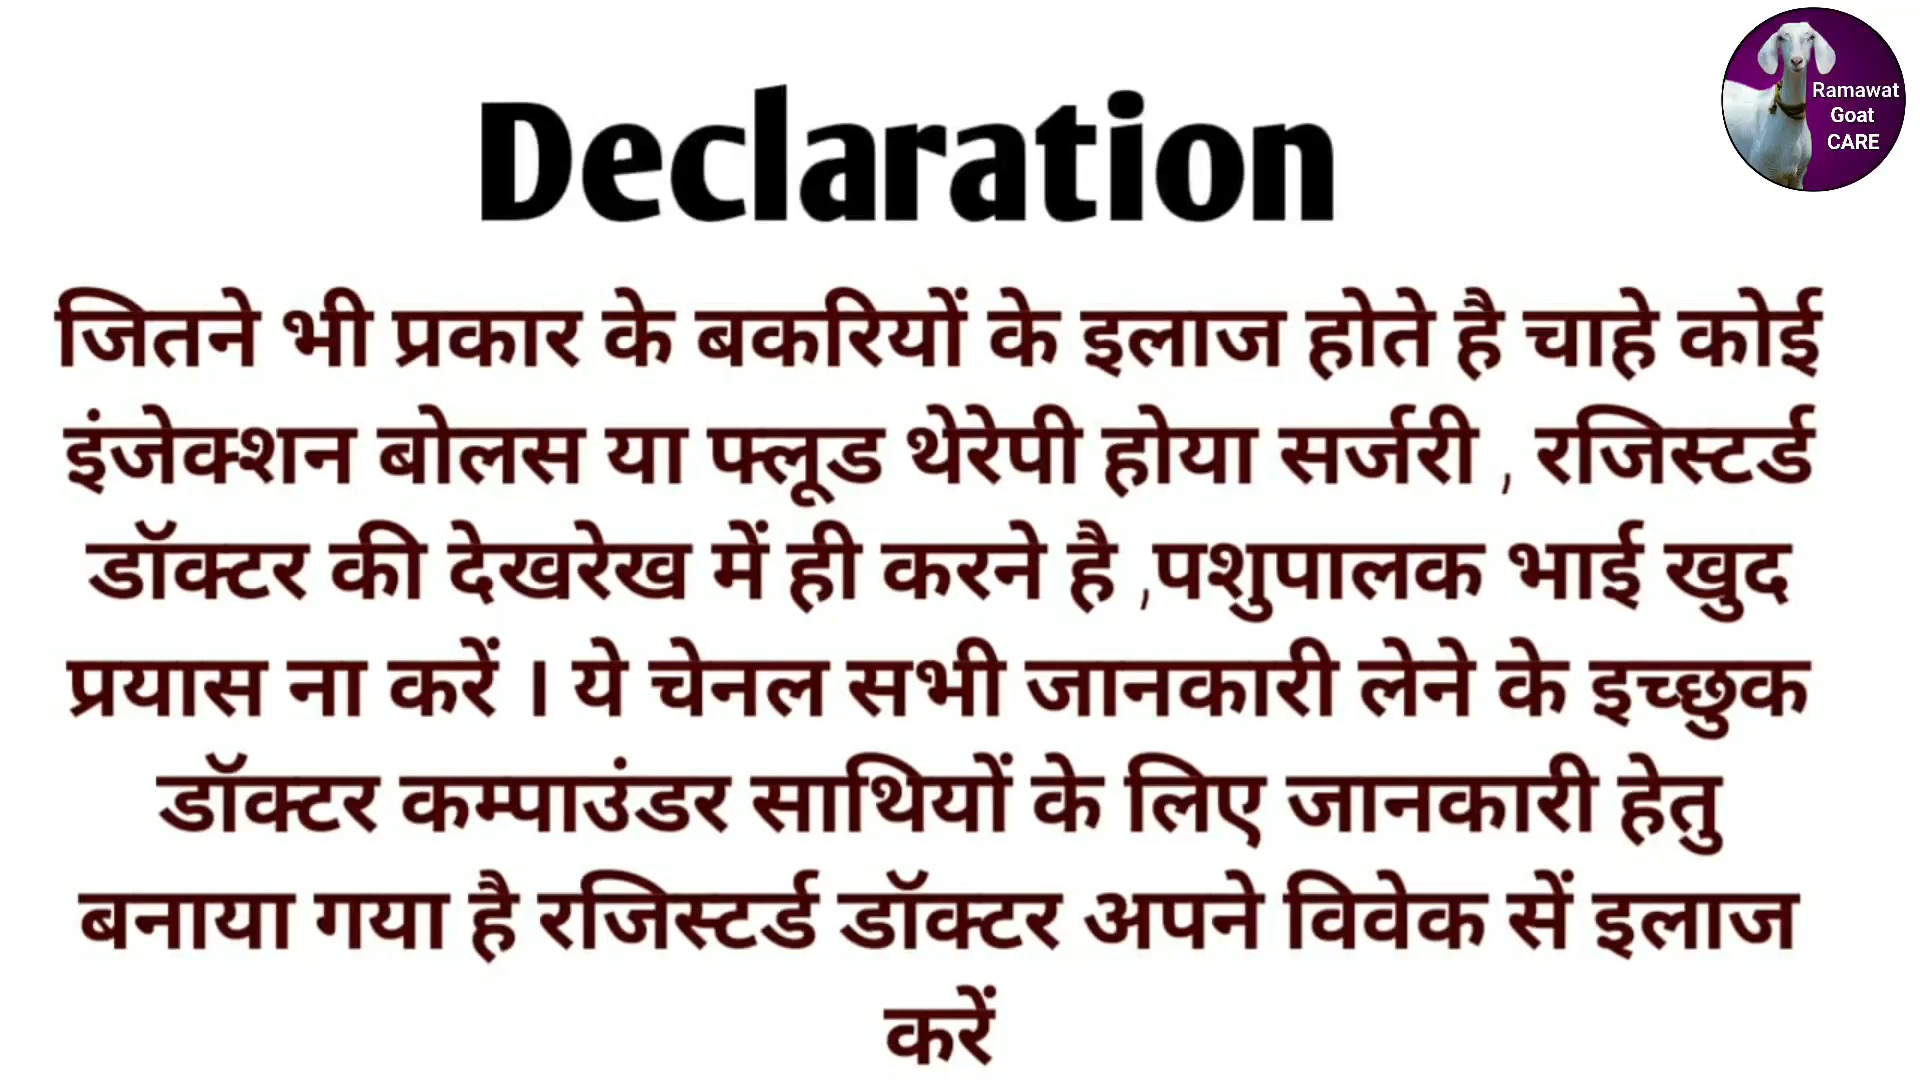 Ramawat
Goat
CARE
Declaration
जितने भी प्रकार के बकरियों के इलाज होते है चाहे कोई
इंजेक्शन बोलस या फ्लूड थेरेपी होया सर्जरी , रजिस्टर्ड
डॉक्टर की देखरेख में ही करने है ,पशुपालक भाई खुद
प्रयास ना करें । ये चेनल सभी जानकारी लेने के इच्छुक
डॉक्टर कम्पाउंडर साथियों के लिए जानकारी हेतु
बनाया गया है रजिस्टर्ड डॉक्टर अपने विवेक सें इलाज
करें